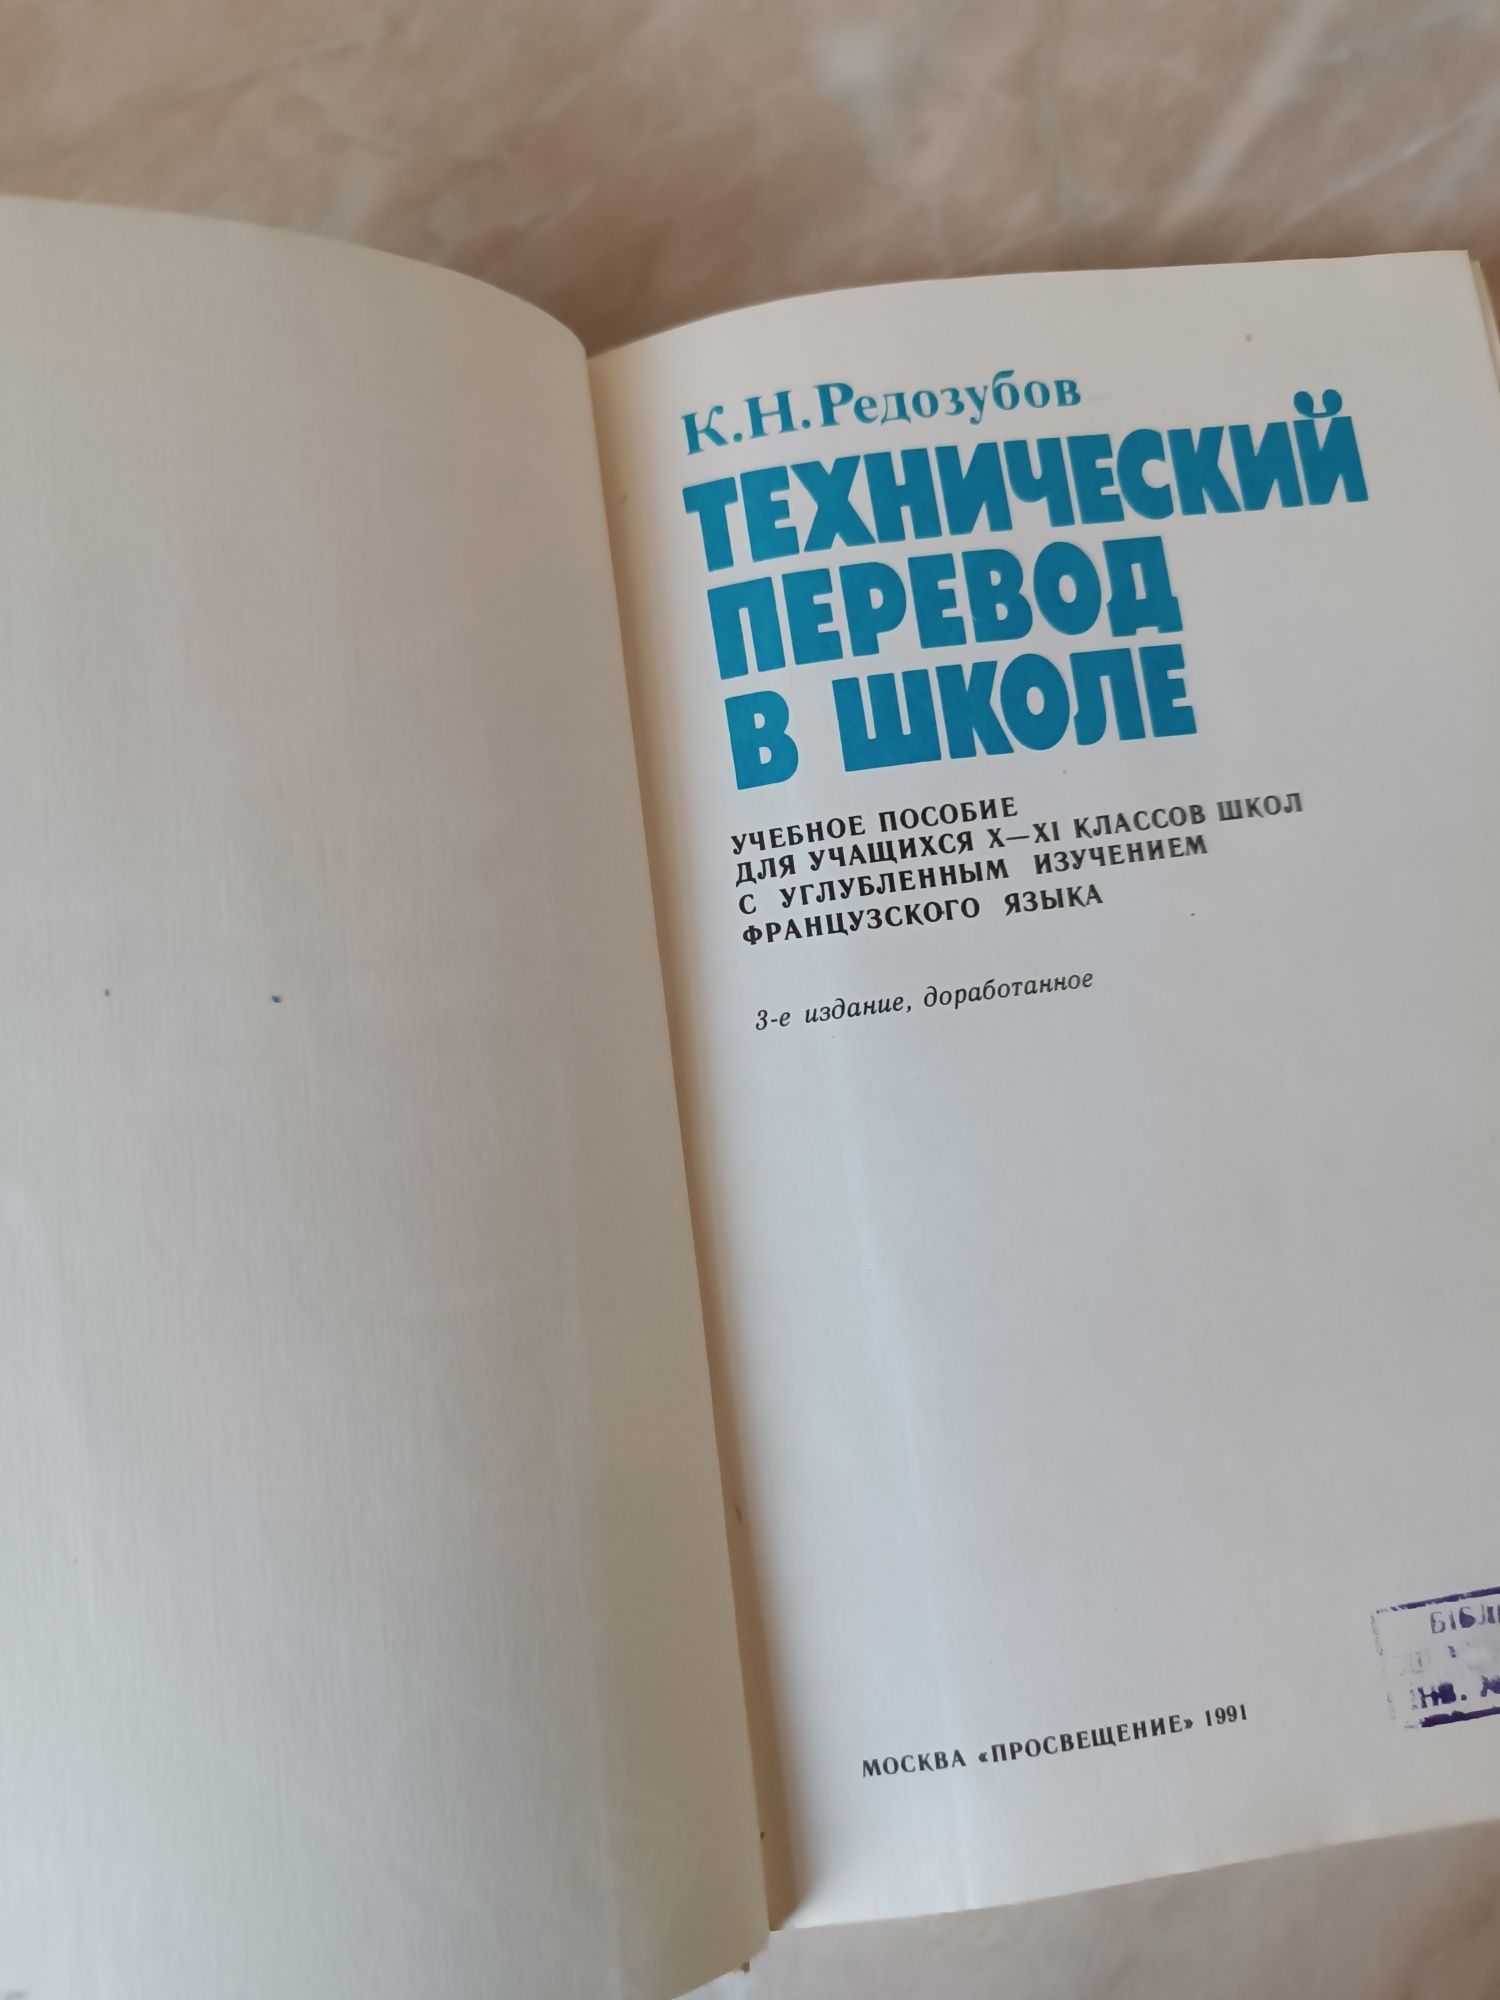 К.Н.Редозубов
ТЕХНИЧЕСКИЙ
ПЕРЕВОД
В ШКОЛЕ
УЧЕБНОЕ ПОСОБИЕ
ДЛЯ УЧАЩИХСЯ X—XI КЛАССОВ ШКОЛ
С УГЛУБЛЕННЫМ ИЗУЧЕНИЕМ
ФРАНЦУЗСКОГО ЯЗЫКА
3-е издание, доработанное
МОСКВА «ПРОСВЕЩЕНИЕ» 1991